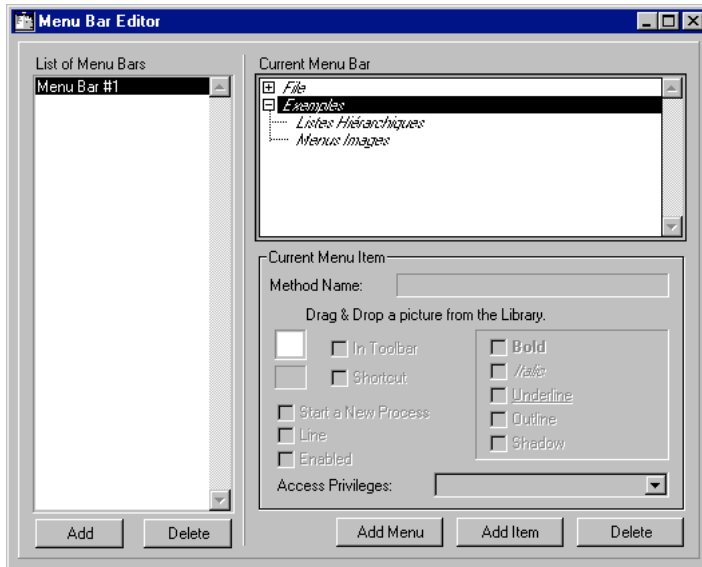 Menu Bar Editor
List of Menu Bars
Menu Bar #1
Current Menu Bar
File
Exemples
Listes Hiérarchiques
Menus Images
Current Menu Item
Method Name:
Drag & Drop a picture from the Library.
In Toolbar
Shortcut
Start a New Process
Line
Enabled
Bold
Italic
Underline
Outline
Shadow
Access Privileges:
Add
Delete
Add Menu
Add Item
Delete